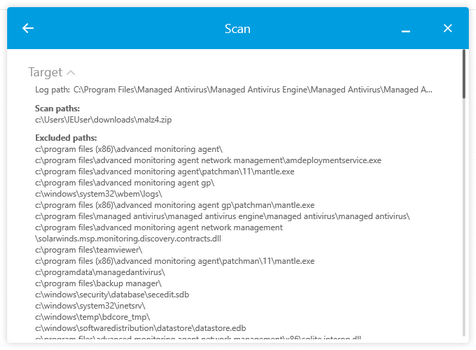 Scan
Target
Log path: C:\Program Files\Managed Antivirus\Managed Antivirus Engine\Managed Antivirus\Managed A...
Scan paths:
c:\Users\IEUser\downloads\malz4.zip
Excluded paths:
c:\program files (x86)\advanced monitoring agent\
c:\program files\advanced monitoring agent network management\amdeploymentservice.exe
c:\program files\advanced monitoring agent\patchman\11\mantle.exe
c:\program files\advanced monitoring agent gp\
c:\windows\system32\wbem\logs\
c:\program files (x86)\advanced monitoring agent gp\patchman\mantle.exe
c:\program files\managed antivirus\managed antivirus engine\managed antivirus\managed antivirus\
c:\program files\advanced monitoring agent network management
\solarwinds.msp.monitoring.discovery.contracts.dll
c:\program files\teamviewer\
c:\program files (x86)\advanced monitoring agent\patchman\11\mantle.exe
c:\programdata\managedantivirus\
c:\program files\backup manager\
c:\windows\security\database\secedit.sdb
c:\windows\system32\inetsrv\
c:\windows\temp\bdcore_tmp\
c:\windows\softwaredistribution\datastore\datastore.edb
c:\program files\advanced monitoring agent network management\x86\sqlite.interop.dll